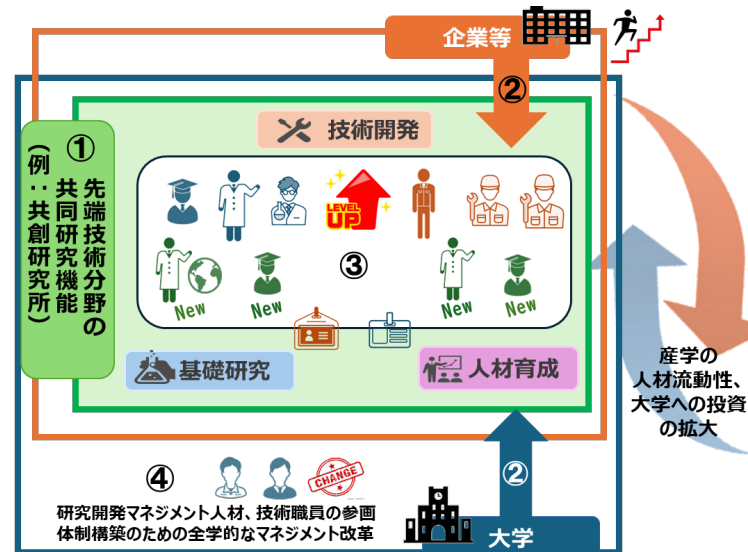 企業等
②
技術開発
①
先端技術分野の
共同研究機能
(例：共創研究所)
LEVEL
UP
③
New
New
New
New
基礎研究
人材育成
産学の
人材流動性、
大学への投資
の拡大
④
CHANGE
②
研究開発マネジメント人材、技術職員の参画
体制構築のための全学的なマネジメント改革
大学